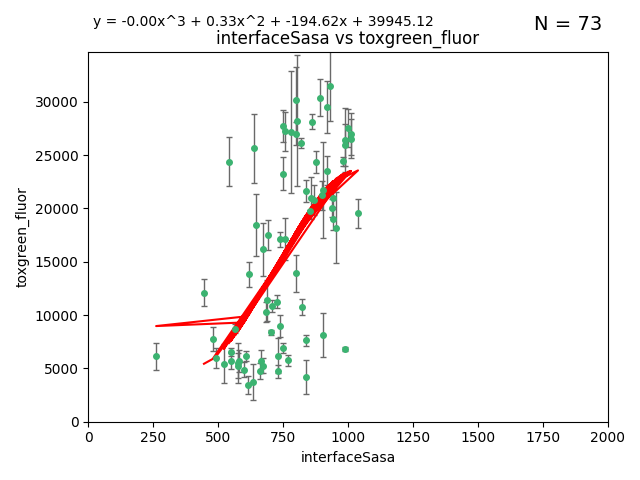 y = -0.00x^3 + 0.33x^2 + -194.62x + 39945.12
N = 73
interfaceSasa vs toxgreen_fluor
toxgreen_fluor
30000
25000
20000
15000
10000
5000
0
0 250 500 750 1000 1250 1500 1750 2000
interfaceSasa